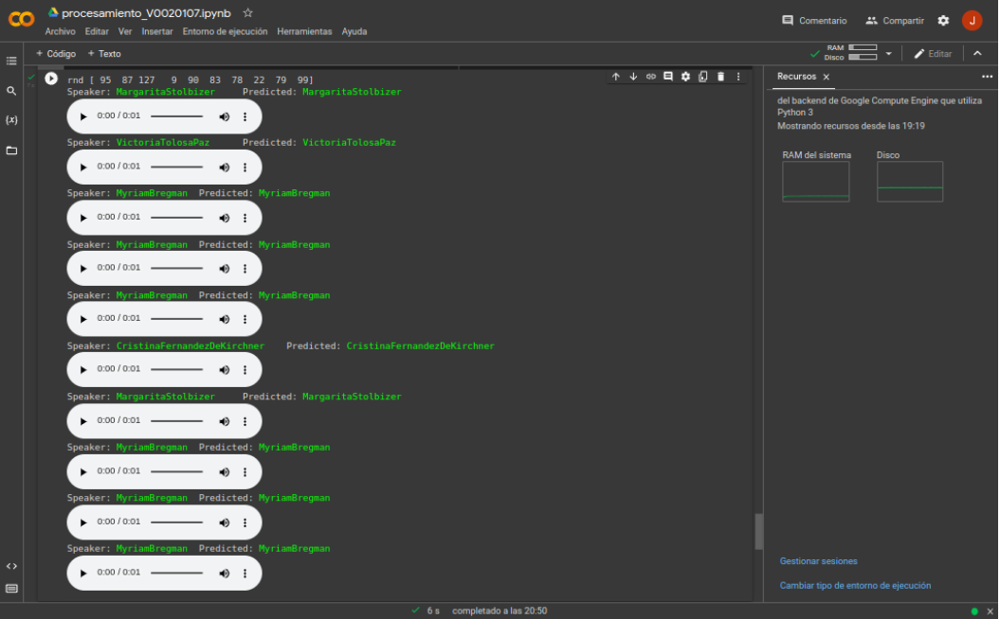 procesamiento_V0020107.ipynb
Comentario
Compartir
J
Archivo Editar Ver Insertar Entorno de ejecución Herramientas Ayuda
+ Código + Texto
RAM
Disco
Editar
rnd [ 95 87 127 9 90 83 78 22 79 99]
Speaker: MargaritaStolbizer Predicted: MargaritaStolbizer
0:00 / 0:01
Speaker: VictoriaTolosaPaz Predicted: VictoriaTolosaPaz
0:00 / 0:01
Speaker: MyriamBregman Predicted: MyriamBregman
0:00 / 0:01
Speaker: MyriamBregman Predicted: MyriamBregman
0:00 / 0:01
Speaker: MyriamBregman Predicted: MyriamBregman
0:00 / 0:01
Speaker: CristinaFernandezDeKirchner Predicted: CristinaFernandezDeKirchner
0:00 / 0:01
Speaker: MargaritaStolbizer Predicted: MargaritaStolbizer
0:00 / 0:01
Speaker: MyriamBregman Predicted: MyriamBregman
0:00 / 0:01
Speaker: MyriamBregman Predicted: MyriamBregman
0:00 / 0:01
Speaker: MyriamBregman Predicted: MyriamBregman
0:00 / 0:01
Recursos X
del backend de Google Compute Engine que utiliza
Python 3
Mostrando recursos desde las 19:19
RAM del sistema
Disco
Gestionar sesiones
Cambiar tipo de entorno de ejecución
6 s completado a las 20:50